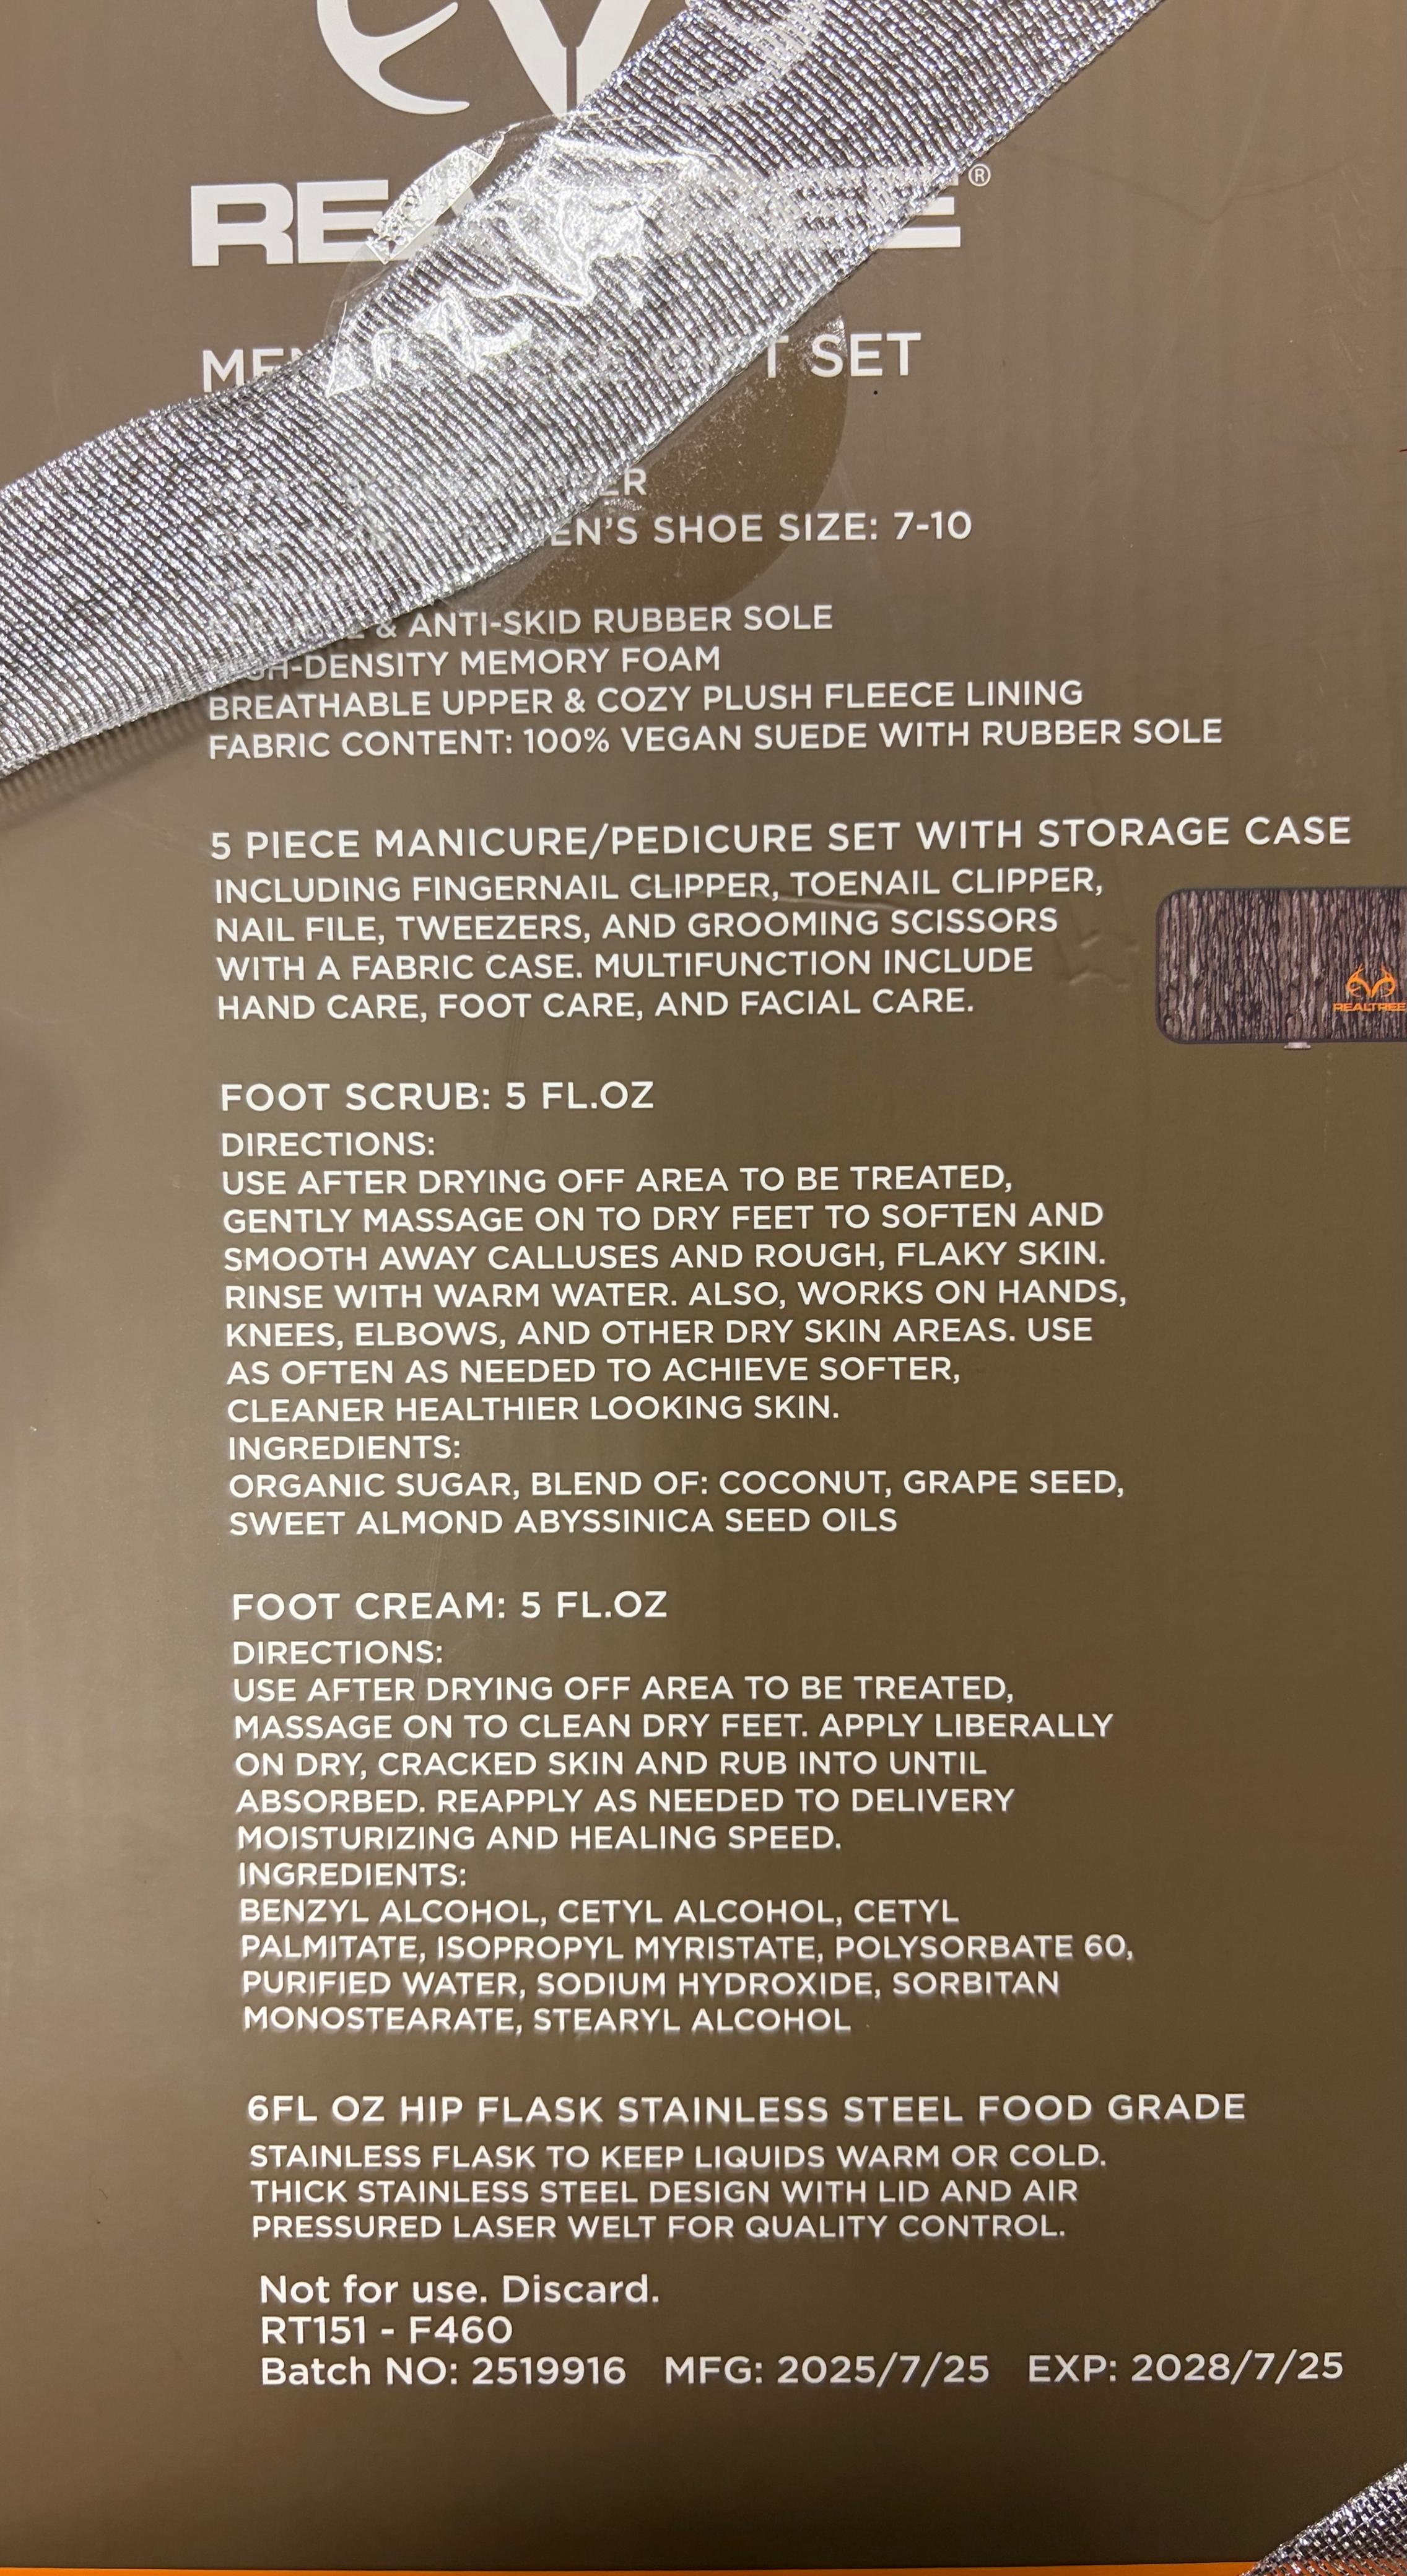 ®
SET
EN'S SHOE SIZE: 7-10
& ANTI-SKID RUBBER SOLE
-DENSITY MEMORY FOAM
BREATHABLE UPPER & COZY PLUSH FLEECE LINING
FABRIC CONTENT: 100% VEGAN SUEDE WITH RUBBER SOLE
5 PIECE MANICURE/PEDICURE SET WITH STORAGE CASE
INCLUDING FINGERNAIL CLIPPER, TOENAIL CLIPPER,
NAIL FILE, TWEEZERS, AND GROOMING SCISSORS
WITH A FABRIC CASE. MULTIFUNCTION INCLUDE
HAND CARE, FOOT CARE, AND FACIAL CARE.
REALTREE
FOOT SCRUB: 5 FL.OZ
DIRECTIONS:
USE AFTER DRYING OFF AREA TO BE TREATED,
GENTLY MASSAGE ON TO DRY FEET TO SOFTEN AND
SMOOTH AWAY CALLUSES AND ROUGH, FLAKY SKIN.
RINSE WITH WARM WATER. ALSO, WORKS ON HANDS,
KNEES, ELBOWS, AND OTHER DRY SKIN AREAS. USE
AS OFTEN AS NEEDED TO ACHIEVE SOFTER,
CLEANER HEALTHIER LOOKING SKIN.
INGREDIENTS:
ORGANIC SUGAR, BLEND OF: COCONUT, GRAPE SEED,
SWEET ALMOND ABYSSINICA SEED OILS
FOOT CREAM: 5 FL.OZ
DIRECTIONS:
USE AFTER DRYING OFF AREA TO BE TREATED,
MASSAGE ON TO CLEAN DRY FEET. APPLY LIBERALLY
ON DRY, CRACKED SKIN AND RUB INTO UNTIL
ABSORBED. REAPPLY AS NEEDED TO DELIVERY
MOISTURIZING AND HEALING SPEED.
INGREDIENTS:
BENZYL ALCOHOL, CETYL ALCOHOL, CETYL
PALMITATE, ISOPROPYL MYRISTATE, POLYSORBATE 60,
PURIFIED WATER, SODIUM HYDROXIDE, SORBITAN
MONOSTEARATE, STEARYL ALCOHOL
6FL OZ HIP FLASK STAINLESS STEEL FOOD GRADE
STAINLESS FLASK TO KEEP LIQUIDS WARM OR COLD.
THICK STAINLESS STEEL DESIGN WITH LID AND AIR
PRESSURED LASER WELT FOR QUALITY CONTROL.
Not for use. Discard.
RT151 - F460
Batch NO: 2519916 MFG: 2025/7/25 EXP: 2028/7/25